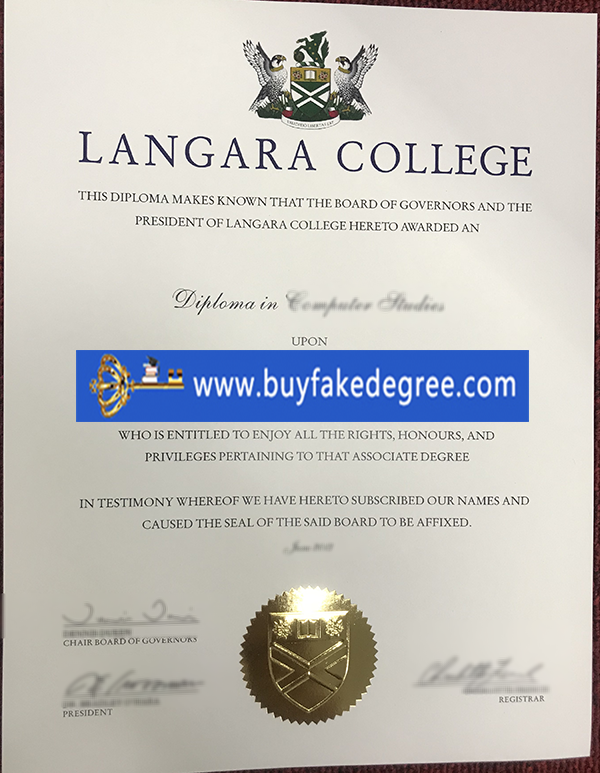 LANGARA COLLEGE
THIS DIPLOMA MAKES KNOWN THAT THE BOARD OF GOVERNORS AND THE
PRESIDENT OF LANGARA COLLEGE HERETO AWARDED AN
Diploma in Computer Studies
UPON
www.buyfakedegree.com
WHO IS ENTITLED TO ENJOY ALL THE RIGHTS, HONOURS, AND
PRIVILEGES PERTAINING TO THAT ASSOCIATE DEGREE
IN TESTIMONY WHEREOF WE HAVE HERETO SUBSCRIBED OUR NAMES AND
CAUSED THE SEAL OF THE SAID BOARD TO BE AFFIXED.
CHAIR BOARD OF GOVERNORS
PRESIDENT
REGISTRAR